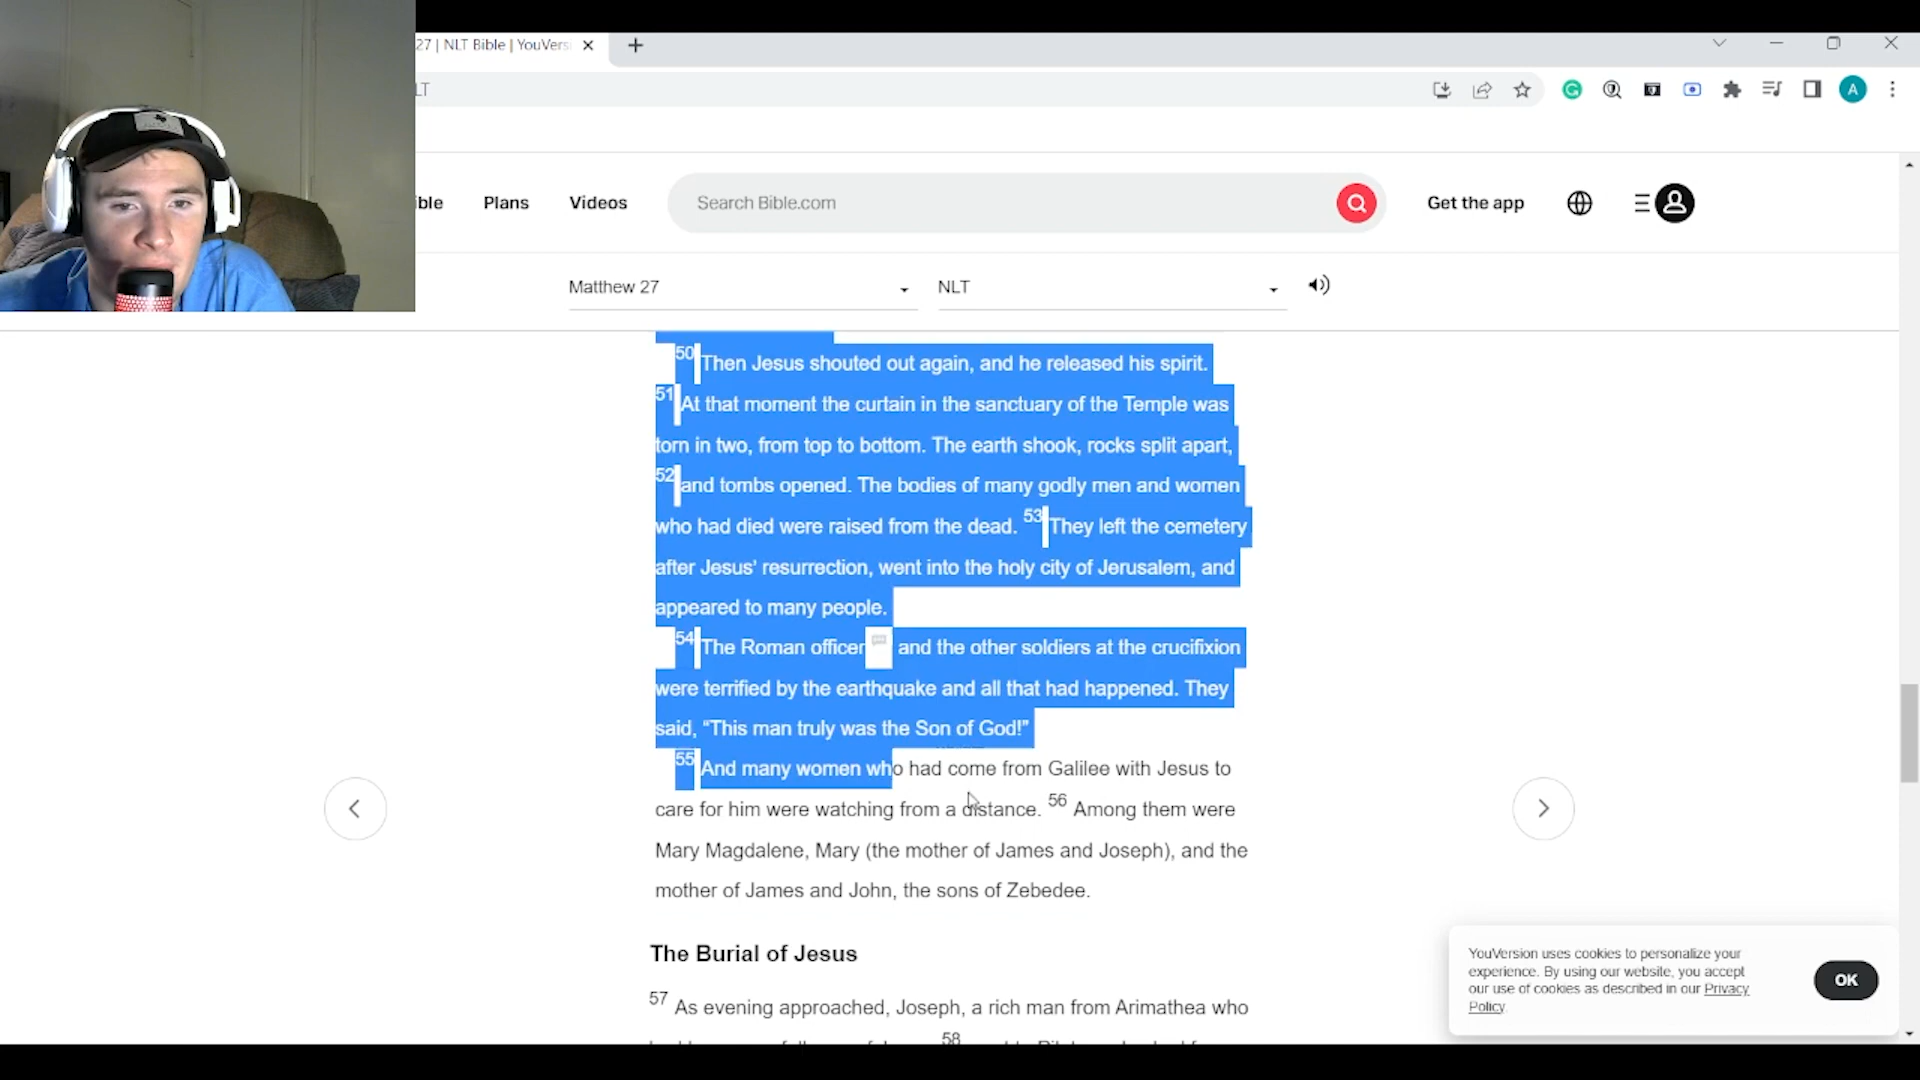 27 | NLT Bible | YouVers
LT
A
ible Plans Videos Search Bible.com Get the app
Matthew 27 NLT
50 Then Jesus shouted out again, and he released his spirit.
51 At that moment the curtain in the sanctuary of the Temple was
torn in two, from top to bottom. The earth shook, rocks split apart,
52 and tombs opened. The bodies of many godly men and women
who had died were raised from the dead. 53 They left the cemetery
after Jesus' resurrection, went into the holy city of Jerusalem, and
appeared to many people.
54 The Roman officer and the other soldiers at the crucifixion
were terrified by the earthquake and all that had happened. They
said, “This man truly was the Son of God!”
55 And many women who had come from Galilee with Jesus to
care for him were watching from a distance. 56 Among them were
Mary Magdalene, Mary (the mother of James and Joseph), and the
mother of James and John, the sons of Zebedee.
The Burial of Jesus
57 As evening approached, Joseph, a rich man from Arimathea who
58
YouVersion uses cookies to personalize your
experience. By using our website, you accept
our use of cookies as described in our Privacy
Policy.
OK